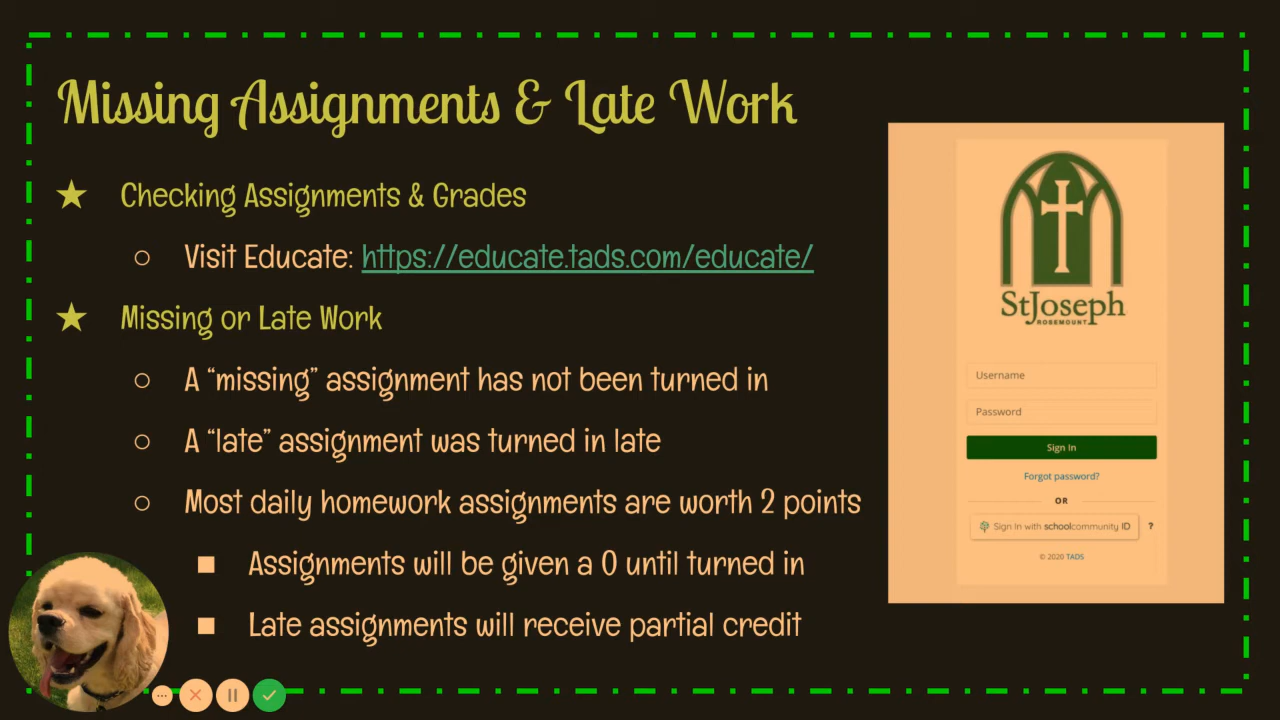 Missing Assignments & Late Work
★ Checking Assignments & Grades
○ Visit Educate: https://educate.tads.com/educate/
★ Missing or Late Work
○ A “missing” assignment has not been turned in
○ A “late” assignment was turned in late
○ Most daily homework assignments are worth 2 points
■ Assignments will be given a 0 until turned in
■ Late assignments will receive partial credit
StJoseph
ROSEMOUNT
Username
Password
Sign In
Forgot password?
OR
Sign In with schoolcommunity ID ?
© 2020 TADS